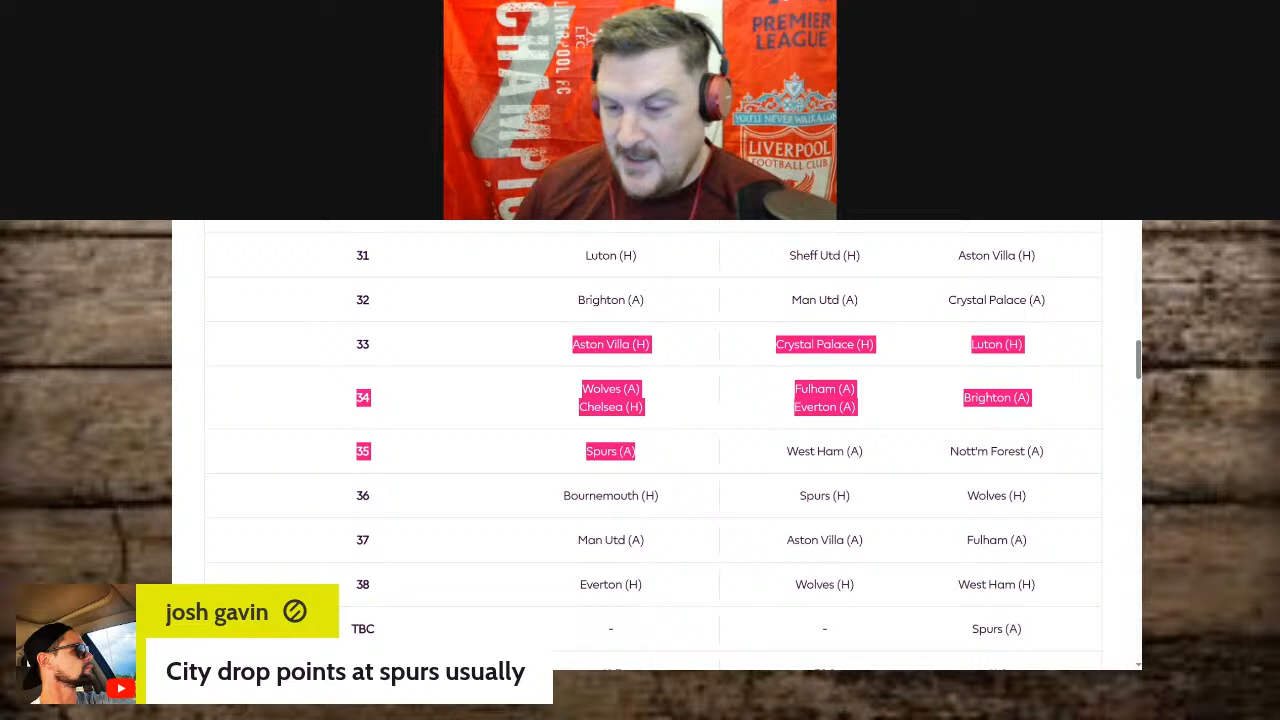 CHAMPIO
LIVERPOOL FC
LFC
PREMIER
LEAGUE
YOU'LL NEVER WALK ALON
LIVERPOOL
FOOTBALL CLUB
31 Luton (H) Sheff Utd (H) Aston Villa (H)
32 Brighton (A) Man Utd (A) Crystal Palace (A)
33 Aston Villa (H) Crystal Palace (H) Luton (H)
34 Wolves (A) Chelsea (H) Fulham (A) Everton (A) Brighton (A)
35 Spurs (A) West Ham (A) Nott'm Forest (A)
36 Bournemouth (H) Spurs (H) Wolves (H)
37 Man Utd (A) Aston Villa (A) Fulham (A)
38 Everton (H) Wolves (H) West Ham (H)
TBC - - Spurs (A)
josh gavin
City drop points at spurs usually